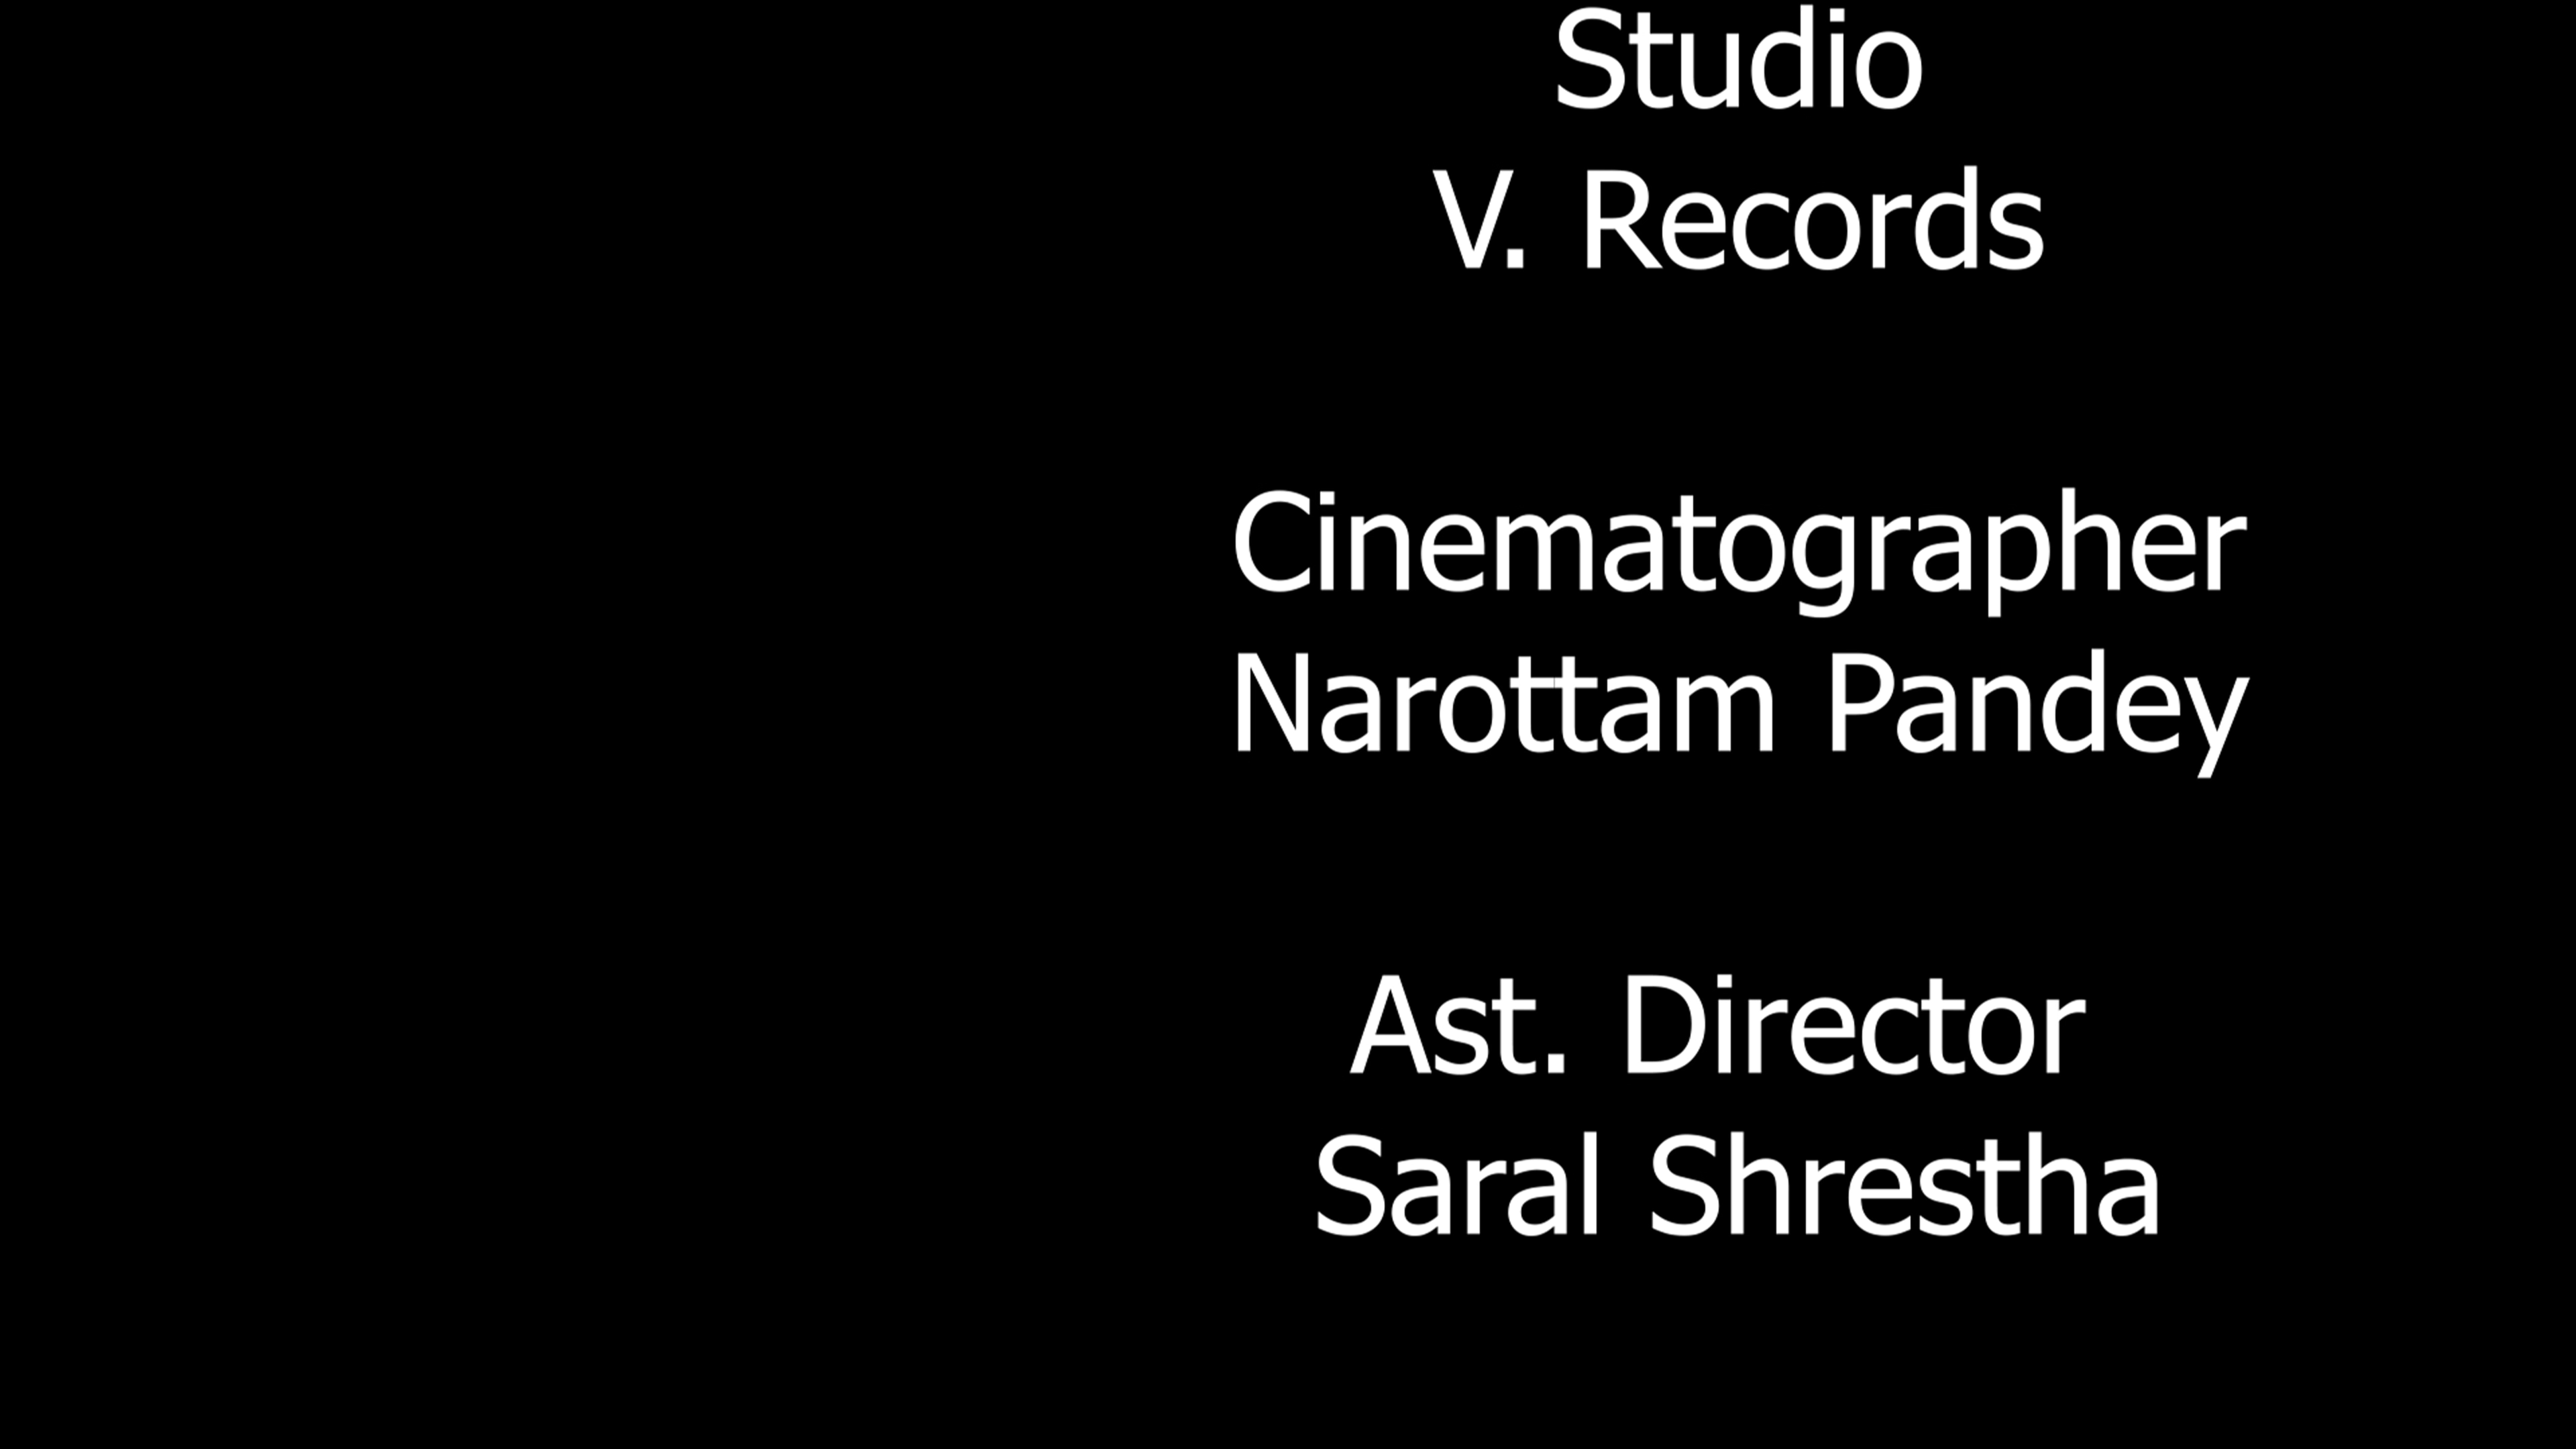 Studio
V. Records
Cinematographer
Narottam Pandey
Ast. Director
Saral Shrestha